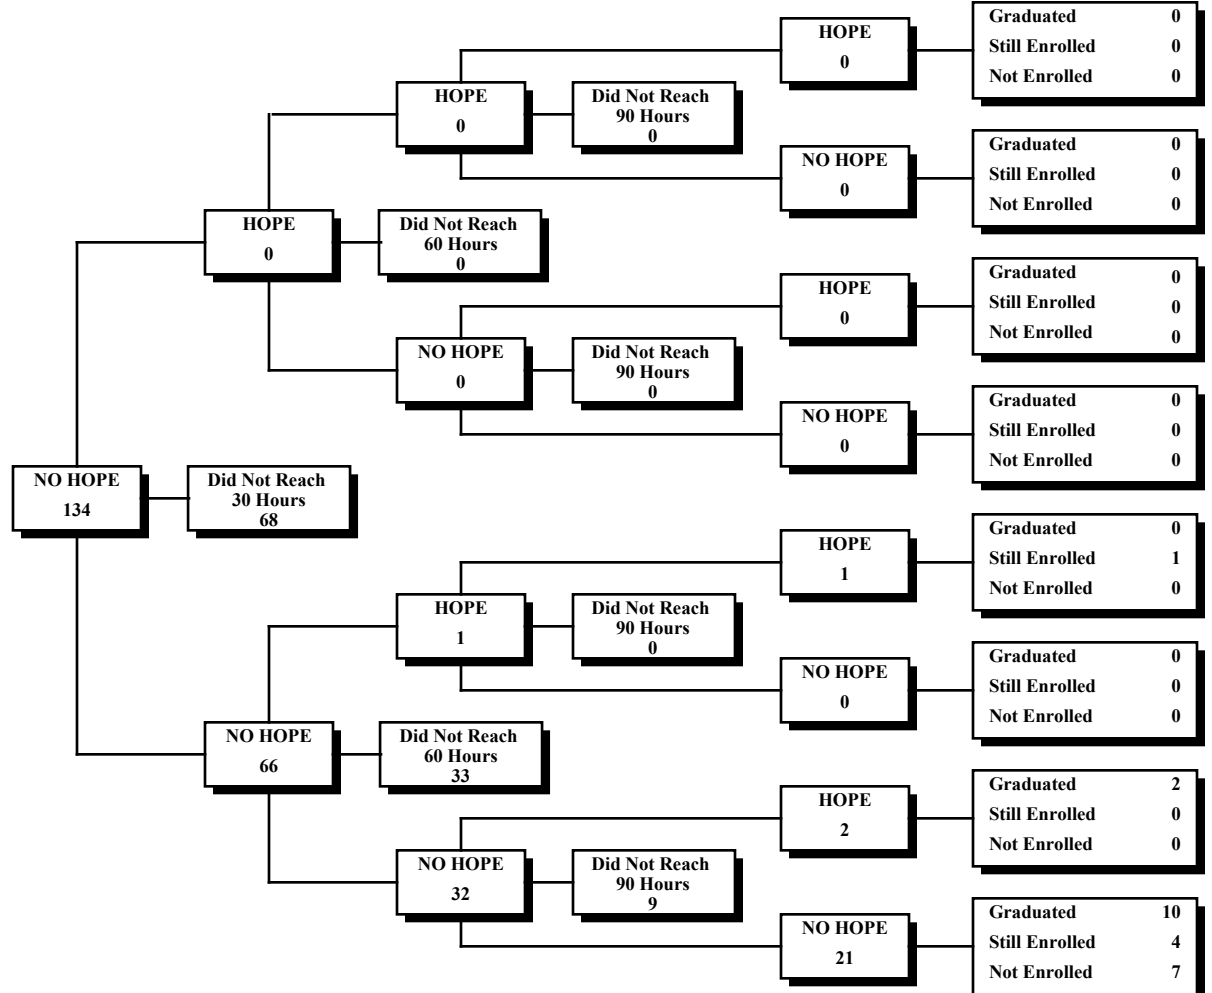 HOPE
0
Graduated 0
Still Enrolled 0
Not Enrolled 0
HOPE
0
Did Not Reach
90 Hours
0
NO HOPE
0
Graduated 0
Still Enrolled 0
Not Enrolled 0
HOPE
0
Did Not Reach
60 Hours
0
HOPE
0
Graduated 0
Still Enrolled 0
Not Enrolled 0
NO HOPE
0
Did Not Reach
90 Hours
0
NO HOPE
0
Graduated 0
Still Enrolled 0
Not Enrolled 0
NO HOPE
134
Did Not Reach
30 Hours
68
HOPE
1
Graduated 0
Still Enrolled 1
Not Enrolled 0
HOPE
1
Did Not Reach
90 Hours
0
NO HOPE
0
Graduated 0
Still Enrolled 0
Not Enrolled 0
NO HOPE
66
Did Not Reach
60 Hours
33
HOPE
2
Graduated 2
Still Enrolled 0
Not Enrolled 0
NO HOPE
32
Did Not Reach
90 Hours
9
NO HOPE
21
Graduated 10
Still Enrolled 4
Not Enrolled 7